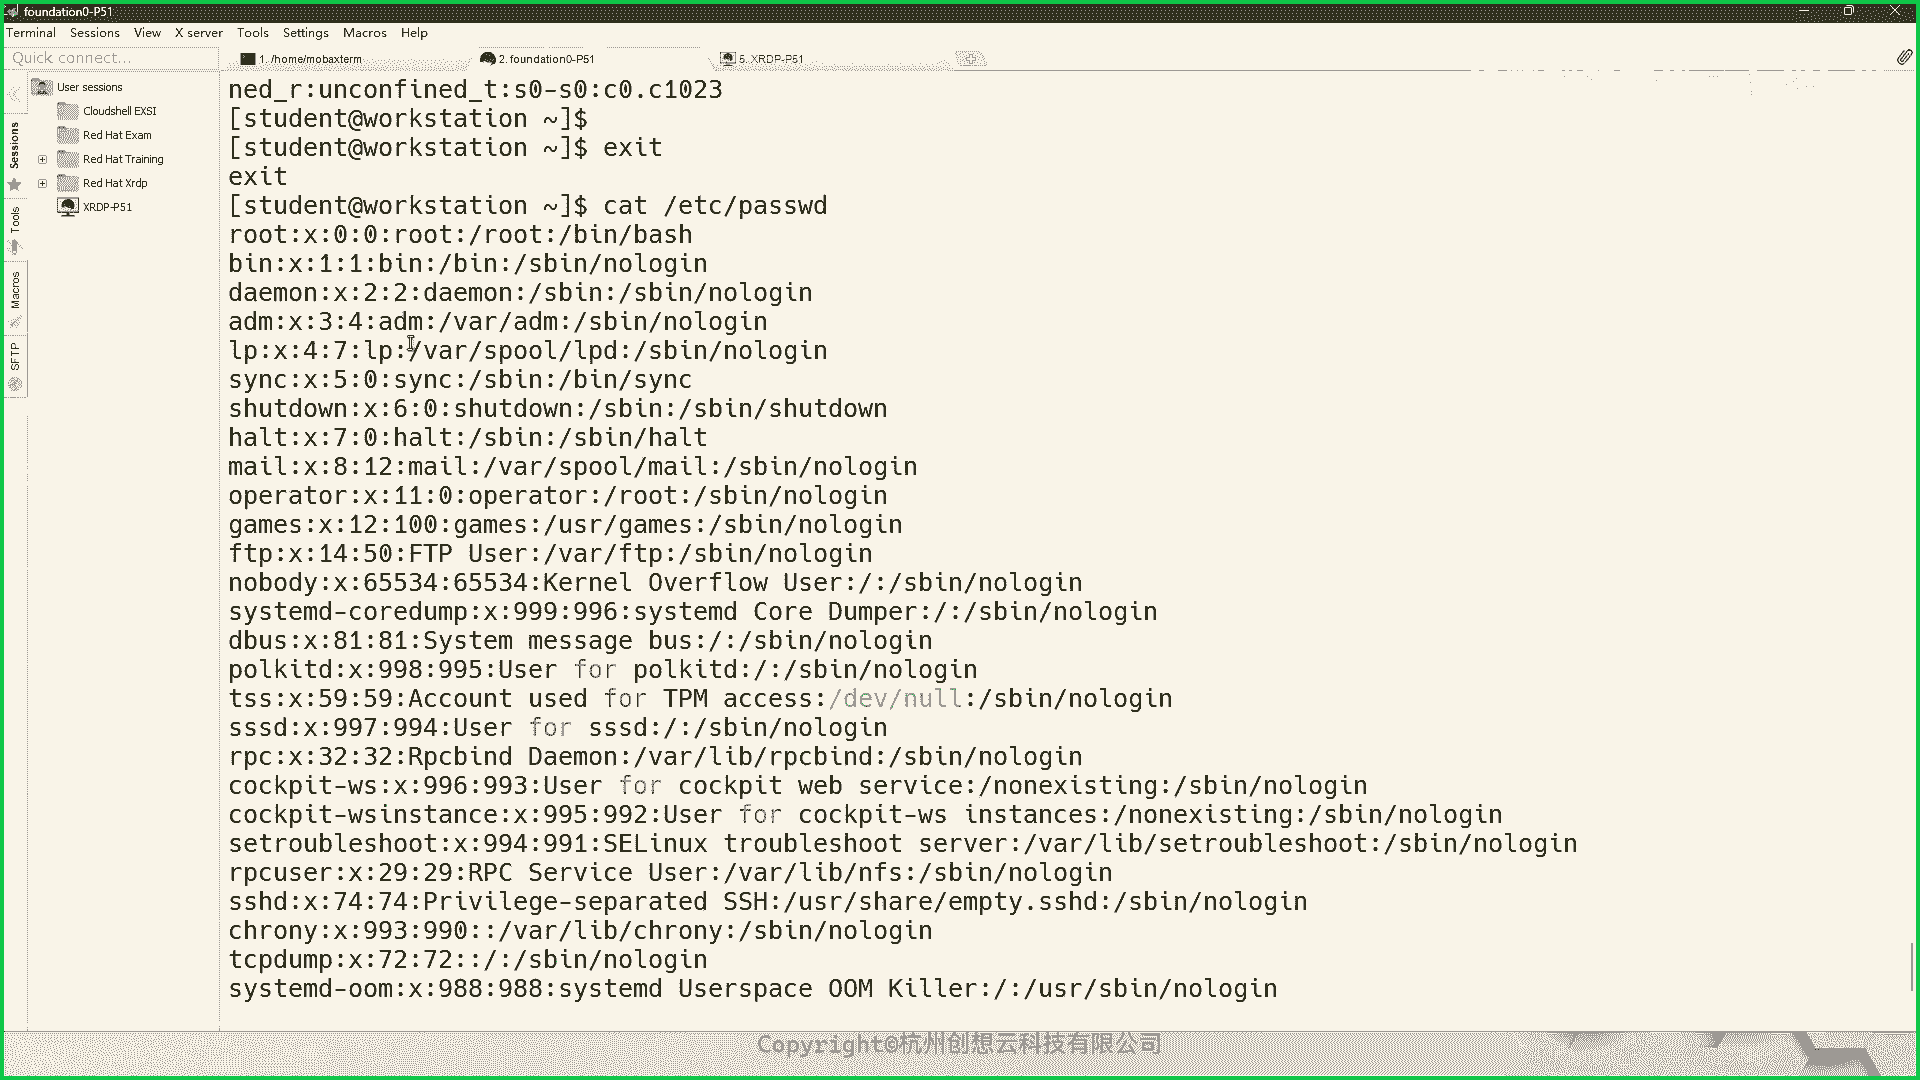 foundation0-P51
Terminal Sessions View X server Tools Settings Macros Help
Quick connect...
1. /home/mobaxterm
2. foundation0-P51
5. XRDP-P51
User sessions
Cloudshell EXSI
Red Hat Exam
Red Hat Training
Red Hat Xrdp
XRDP-P51
Sessions
Tools
Macros
SFTP
ned_r:unconfined_t:s0-s0:c0.c1023
[student@workstation ~]$
[student@workstation ~]$ exit
exit
[student@workstation ~]$ cat /etc/passwd
root:x:0:0:root:/root:/bin/bash
bin:x:1:1:bin:/bin:/sbin/nologin
daemon:x:2:2:daemon:/sbin:/sbin/nologin
adm:x:3:4:adm:/var/adm:/sbin/nologin
lp:x:4:7:lp:/var/spool/lpd:/sbin/nologin
sync:x:5:0:sync:/sbin:/bin/sync
shutdown:x:6:0:shutdown:/sbin:/sbin/shutdown
halt:x:7:0:halt:/sbin:/sbin/halt
mail:x:8:12:mail:/var/spool/mail:/sbin/nologin
operator:x:11:0:operator:/root:/sbin/nologin
games:x:12:100:games:/usr/games:/sbin/nologin
ftp:x:14:50:FTP User:/var/ftp:/sbin/nologin
nobody:x:65534:65534:Kernel Overflow User:/:/sbin/nologin
systemd-coredump:x:999:996:systemd Core Dumper:/:/sbin/nologin
dbus:x:81:81:System message bus:/:/sbin/nologin
polkitd:x:998:995:User for polkitd:/:/sbin/nologin
tss:x:59:59:Account used for TPM access:/dev/null:/sbin/nologin
sssd:x:997:994:User for sssd:/:/sbin/nologin
rpc:x:32:32:Rpcbind Daemon:/var/lib/rpcbind:/sbin/nologin
cockpit-ws:x:996:993:User for cockpit web service:/nonexisting:/sbin/nologin
cockpit-wsinstance:x:995:992:User for cockpit-ws instances:/nonexisting:/sbin/nologin
setroubleshoot:x:994:991:SELinux troubleshoot server:/var/lib/setroubleshoot:/sbin/nologin
rpcuser:x:29:29:RPC Service User:/var/lib/nfs:/sbin/nologin
sshd:x:74:74:Privilege-separated SSH:/usr/share/empty.sshd:/sbin/nologin
chrony:x:993:990::/var/lib/chrony:/sbin/nologin
tcpdump:x:72:72::/:/sbin/nologin
systemd-oom:x:988:988:systemd Userspace OOM Killer:/:/usr/sbin/nologin
Copyright©杭州创想云科技有限公司